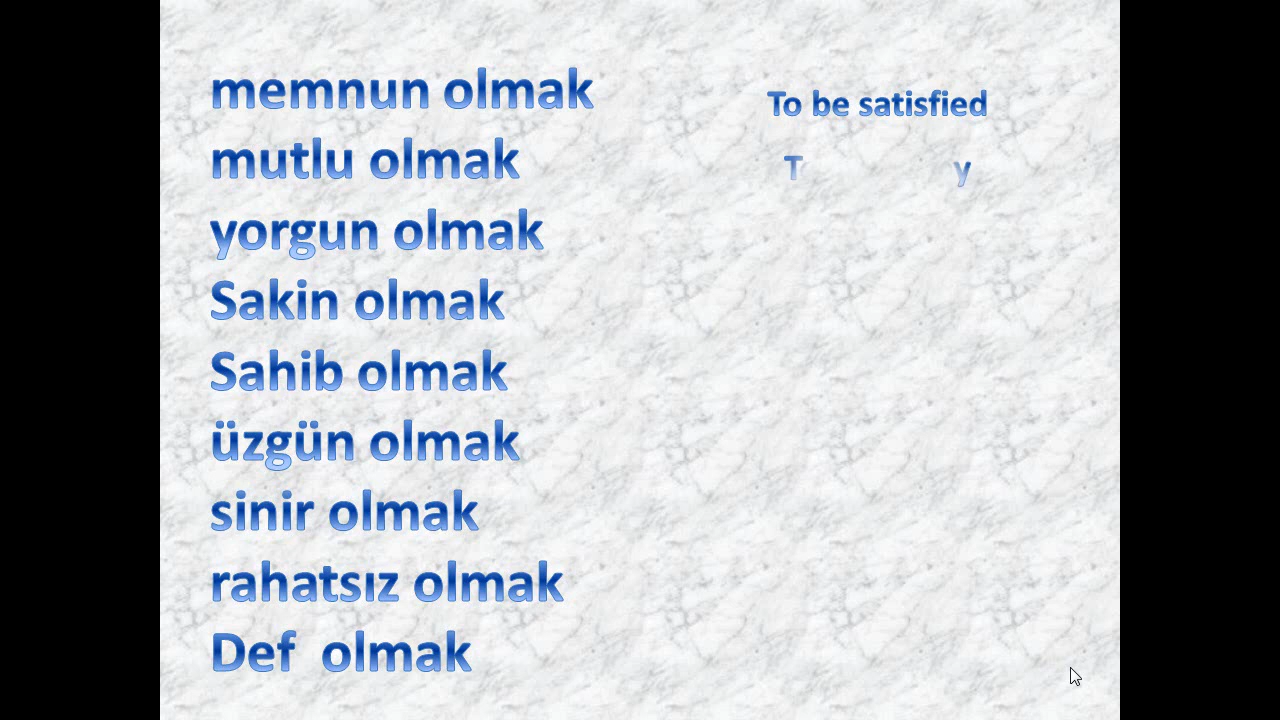 memnun olmak
To be satisfied
mutlu olmak
yorgun olmak
Sakin olmak
Sahib olmak
üzgün olmak
sinir olmak
rahatsız olmak
Def olmak